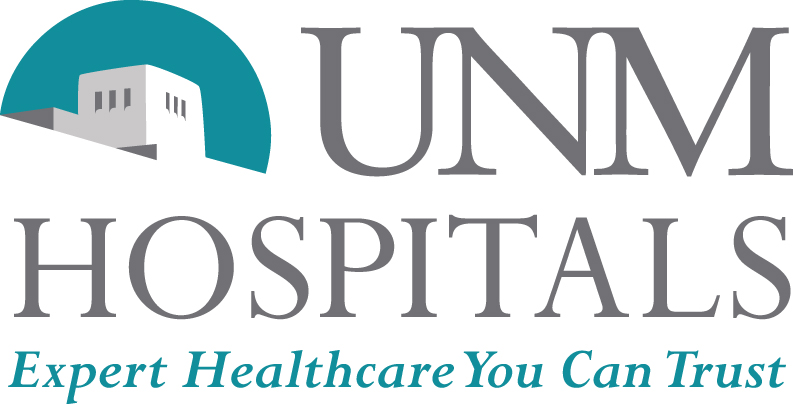 UNM
HOSPITALS
Expert Healthcare You Can Trust